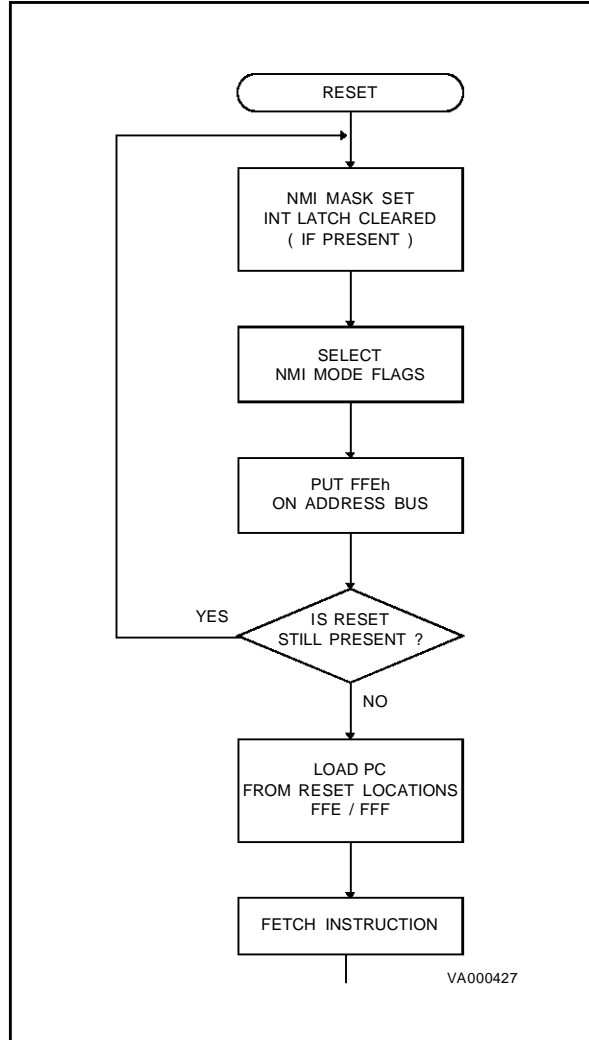 RESET
NMI MASK SET
INT LATCH CLEARED
( IF PRESENT )
SELECT
NMI MODE FLAGS
PUT FFEh
ON ADDRESS BUS
YES
IS RESET
STILL PRESENT ?
NO
LOAD PC
FROM RESET LOCATIONS
FFE / FFF
FETCH INSTRUCTION
VA000427